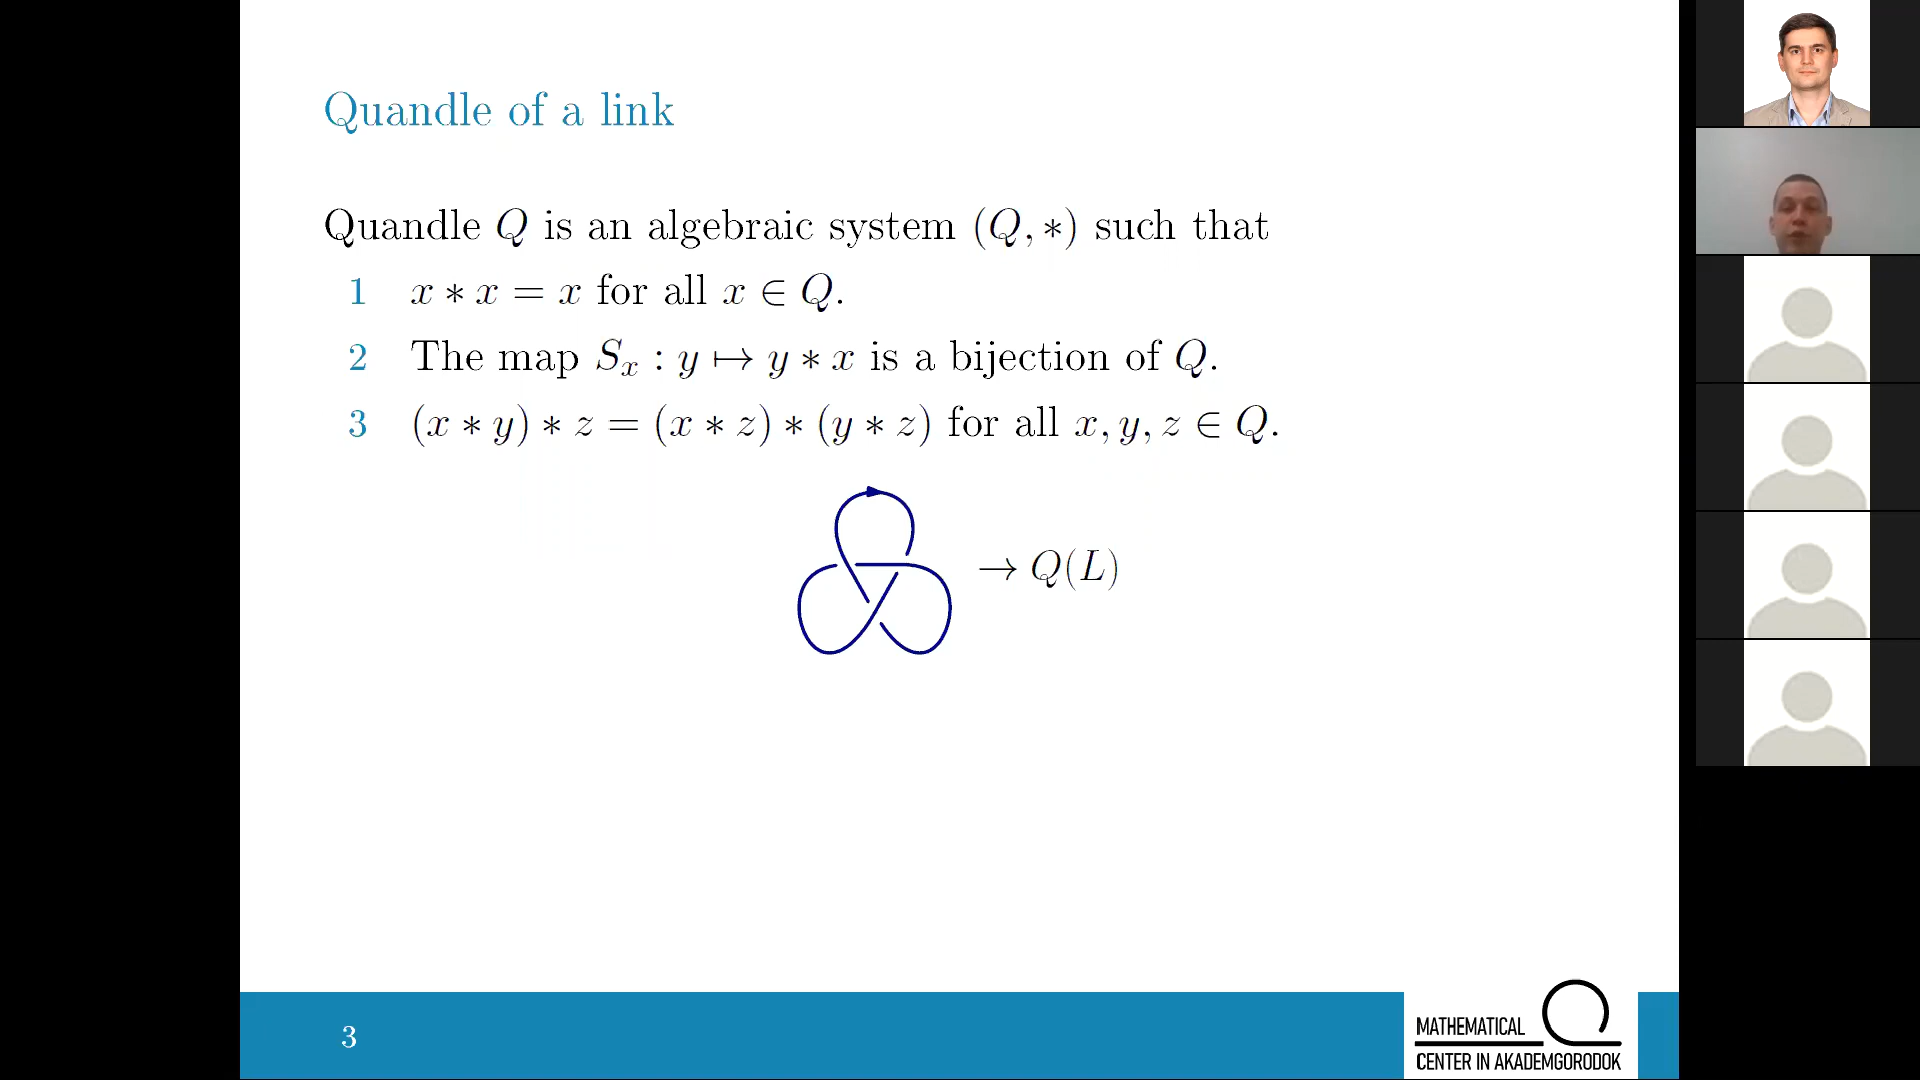 Quandle of a link
Quandle Q is an algebraic system (Q, ∗) such that
1 x ∗ x = x for all x ∈ Q.
2 The map Sₓ : y ↦ y ∗ x is a bijection of Q.
3 (x ∗ y) ∗ z = (x ∗ z) ∗ (y ∗ z) for all x, y, z ∈ Q.
→ Q(L)
3
MATHEMATICAL
CENTER IN AKADEMGORODOK